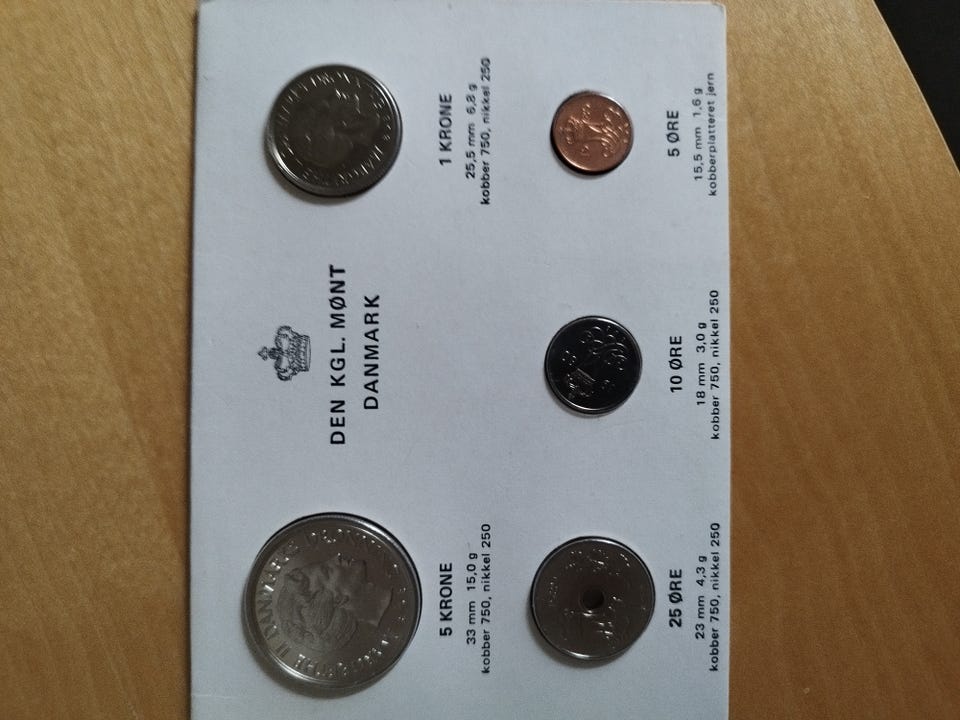 DEN KGL. MØNT
DANMARK
5 KRONE
33 mm 15,0 g
kobber 750, nikkel 250
1 KRONE
25,5 mm 6,8 g
kobber 750, nikkel 250
25 ØRE
23 mm 4,3 g
kobber 750, nikkel 250
10 ØRE
18 mm 3,0 g
kobber 750, nikkel 250
5 ØRE
15,5 mm 1,6 g
kobberplatteret jern